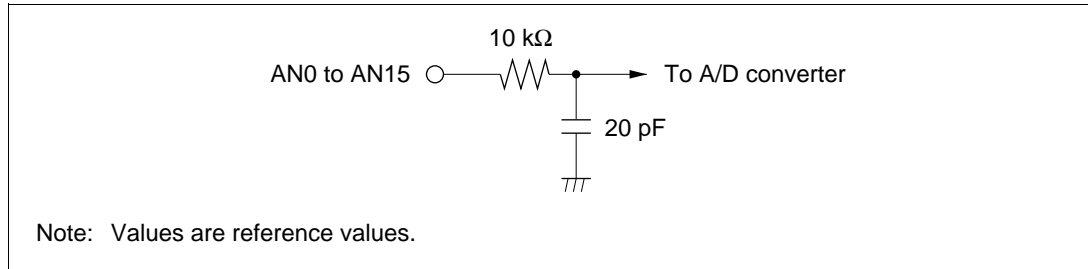 10 kΩ
AN0 to AN15
To A/D converter
20 pF
Note: Values are reference values.